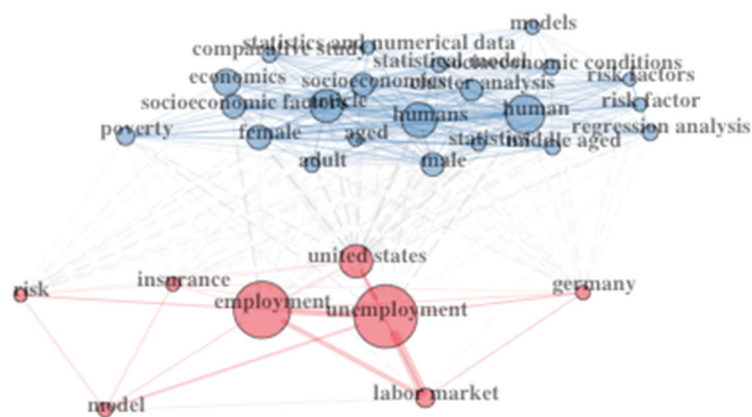 models
statistics and numerical data
comparative study
statistical model
socioeconomic conditions
economics
socioeconomics
cluster analysis
risk factors
socioeconomic factors
article
humans
human
risk factor
poverty
female
aged
statistics
middle aged
regression analysis
adult
male
united states
risk
insurance
germany
employment
unemployment
model
labor market